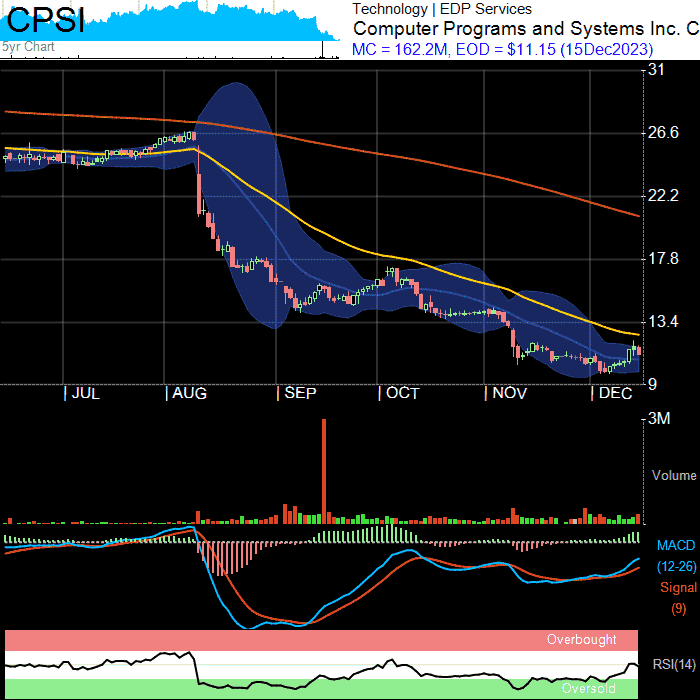 CPSI
5yr Chart
Technology | EDP Services
Computer Programs and Systems Inc. C
MC = 162.2M, EOD = $11.15 (15Dec2023)
31
26.6
22.2
17.8
13.4
9
| JUL | AUG | SEP | OCT | NOV | DEC
3M
Volume
MACD
(12-26)
Signal
(9)
Overbought
RSI(14)
Oversold